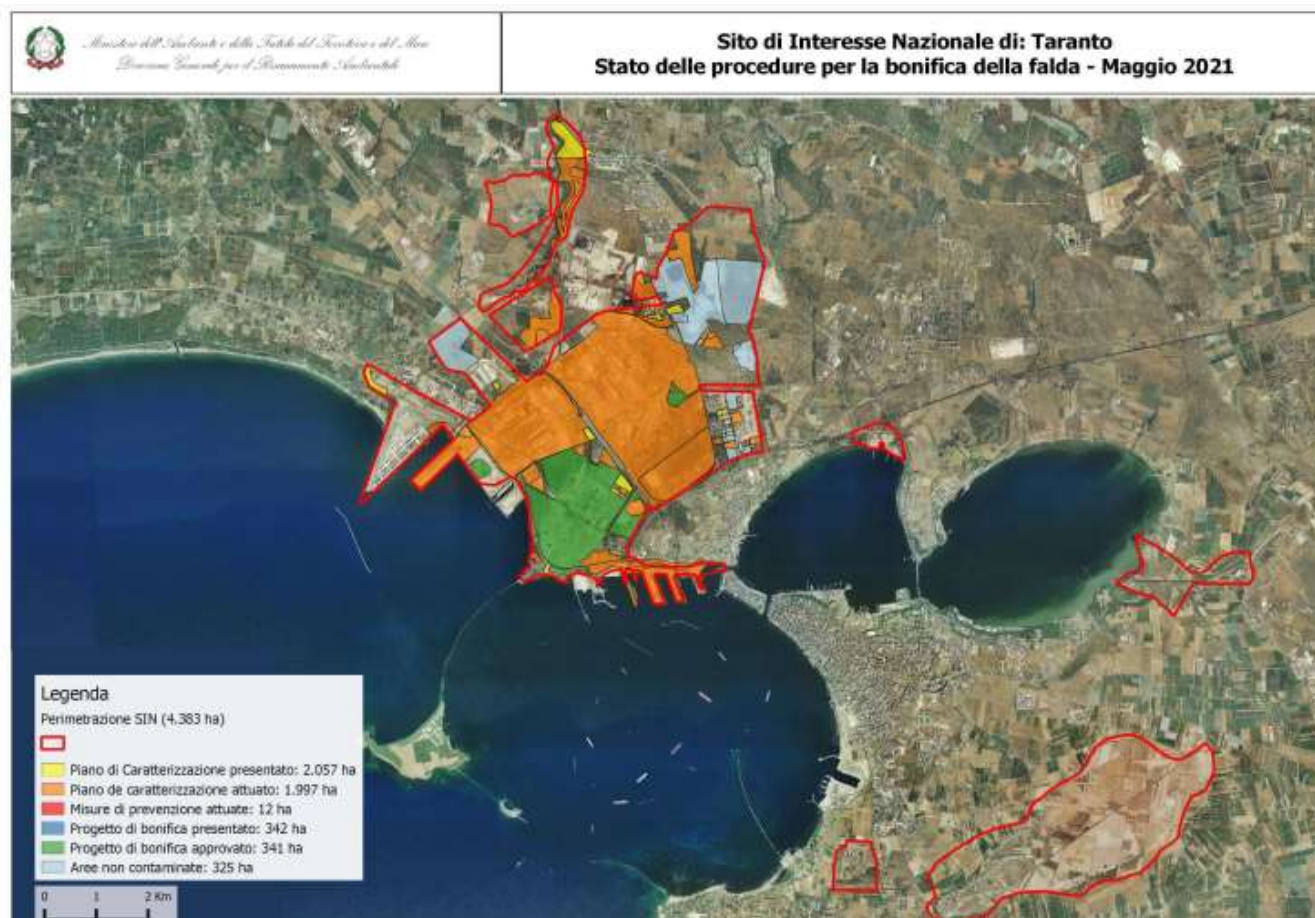 Ministero dell'Ambiente e della Tutela del Territorio e del Mare
Direzione Generale per il Risanamento Ambientale
Sito di Interesse Nazionale di: Taranto
Stato delle procedure per la bonifica della falda - Maggio 2021
Legenda
Perimetrazione SIN (4.383 ha)
Piano di Caratterizzazione presentato: 2.057 ha
Piano de caratterizzazione attuato: 1.997 ha
Misure di prevenzione attuate: 12 ha
Progetto di bonifica presentato: 342 ha
Progetto di bonifica approvato: 341 ha
Aree non contaminate: 325 ha
0 1 2 Km